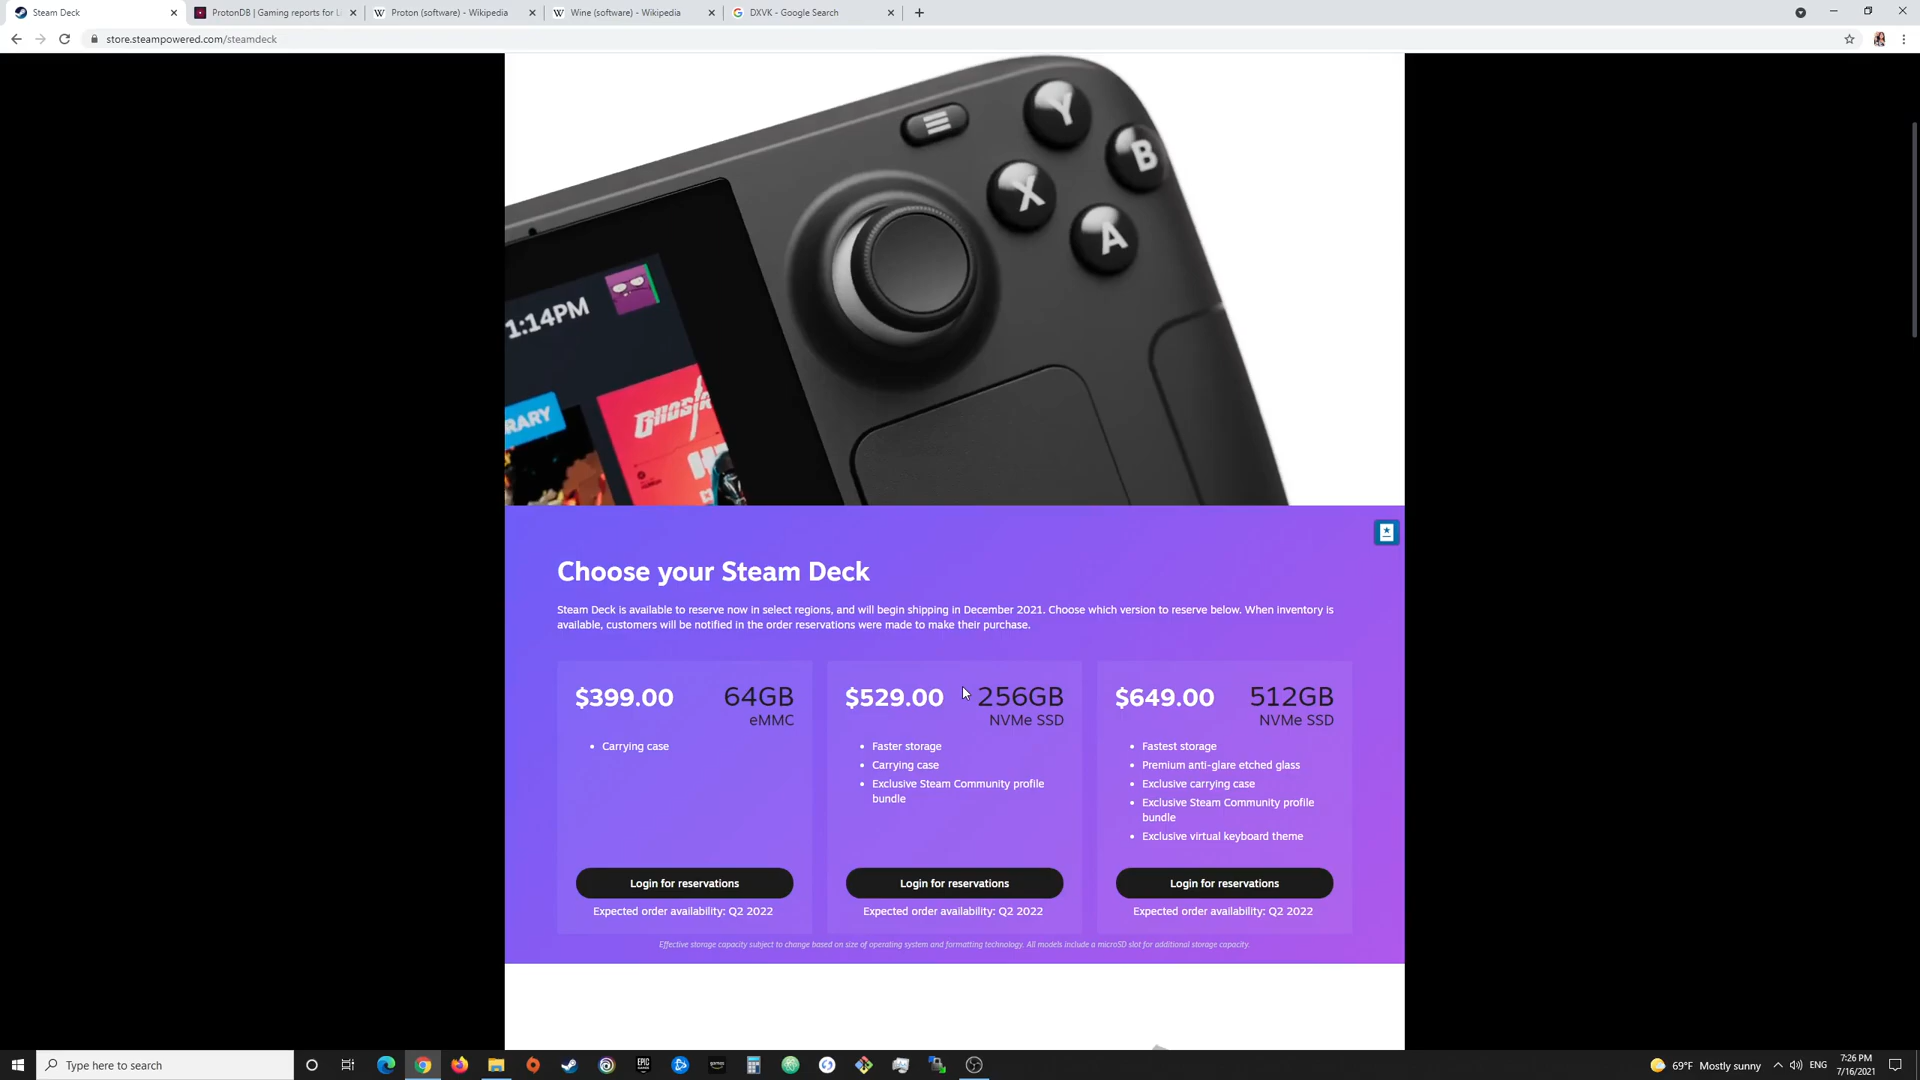 Steam Deck
ProtonDB | Gaming reports for Li
Proton (software) - Wikipedia
Wine (software) - Wikipedia
DXVK - Google Search
store.steampowered.com/steamdeck
Y
B
X
A
1:14PM
RARY
Choose your Steam Deck
Steam Deck is available to reserve now in select regions, and will begin shipping in December 2021. Choose which version to reserve below. When inventory is
available, customers will be notified in the order reservations were made to make their purchase.
$399.00 64GB
eMMC
• Carrying case
Login for reservations
Expected order availability: Q2 2022
$529.00 256GB
NVMe SSD
• Faster storage
• Carrying case
• Exclusive Steam Community profile
bundle
Login for reservations
Expected order availability: Q2 2022
$649.00 512GB
NVMe SSD
• Fastest storage
• Premium anti-glare etched glass
• Exclusive carrying case
• Exclusive Steam Community profile
bundle
• Exclusive virtual keyboard theme
Login for reservations
Expected order availability: Q2 2022
Effective storage capacity subject to change based on size of operating system and formatting technology. All models include a microSD slot for additional storage capacity.
Type here to search
EPIC
69°F Mostly sunny
ENG
7:26 PM
7/16/2021